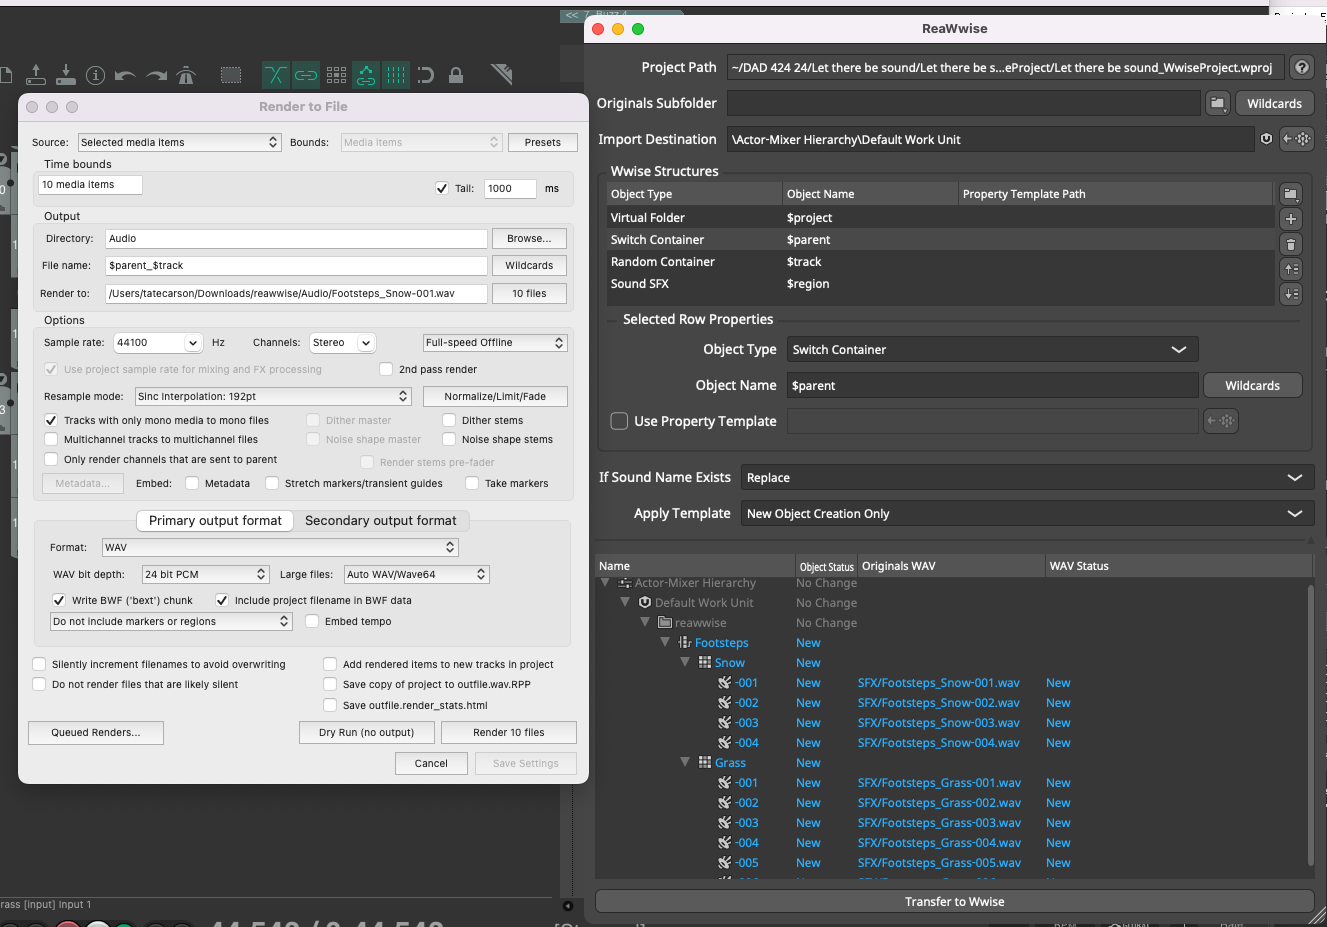 << 7. Buzz 4
Render to File
Source: Selected media items Bounds: Media items Presets
Time bounds
10 media items Tail: 1000 ms
Output
Directory: Audio Browse...
File name: $parent_$track Wildcards
Render to: /Users/tatecarson/Downloads/reawwise/Audio/Footsteps_Snow-001.wav 10 files
Options
Sample rate: 44100 Hz Channels: Stereo Full-speed Offline
Use project sample rate for mixing and FX processing 2nd pass render
Resample mode: Sinc Interpolation: 192pt Normalize/Limit/Fade
Tracks with only mono media to mono files Dither master Dither stems
Multichannel tracks to multichannel files Noise shape master Noise shape stems
Only render channels that are sent to parent Render stems pre-fader
Metadata... Embed: Metadata Stretch markers/transient guides Take markers
Primary output format Secondary output format
Format: WAV
WAV bit depth: 24 bit PCM Large files: Auto WAV/Wave64
Write BWF ('bext') chunk Include project filename in BWF data
Do not include markers or regions Embed tempo
Silently increment filenames to avoid overwriting Add rendered items to new tracks in project
Do not render files that are likely silent Save copy of project to outfile.wav.RPP
Save outfile.render_stats.html
Queued Renders... Dry Run (no output) Render 10 files
Cancel Save Settings
rass [input] Input 1
ReaWwise
Project Path ~/DAD 424 24/Let there be sound/Let there be s...eProject/Let there be sound_WwiseProject.wproj
Originals Subfolder Wildcards
Import Destination \Actor-Mixer Hierarchy\Default Work Unit
Wwise Structures
Object Type Object Name Property Template Path
Virtual Folder $project
Switch Container $parent
Random Container $track
Sound SFX $region
Selected Row Properties
Object Type Switch Container
Object Name $parent Wildcards
Use Property Template
If Sound Name Exists Replace
Apply Template New Object Creation Only
Name Object Status Originals WAV WAV Status
Actor-Mixer Hierarchy No Change
Default Work Unit No Change
reawwise No Change
Footsteps New
Snow New
-001 New SFX/Footsteps_Snow-001.wav New
-002 New SFX/Footsteps_Snow-002.wav New
-003 New SFX/Footsteps_Snow-003.wav New
-004 New SFX/Footsteps_Snow-004.wav New
Grass New
-001 New SFX/Footsteps_Grass-001.wav New
-002 New SFX/Footsteps_Grass-002.wav New
-003 New SFX/Footsteps_Grass-003.wav New
-004 New SFX/Footsteps_Grass-004.wav New
-005 New SFX/Footsteps_Grass-005.wav New
Transfer to Wwise